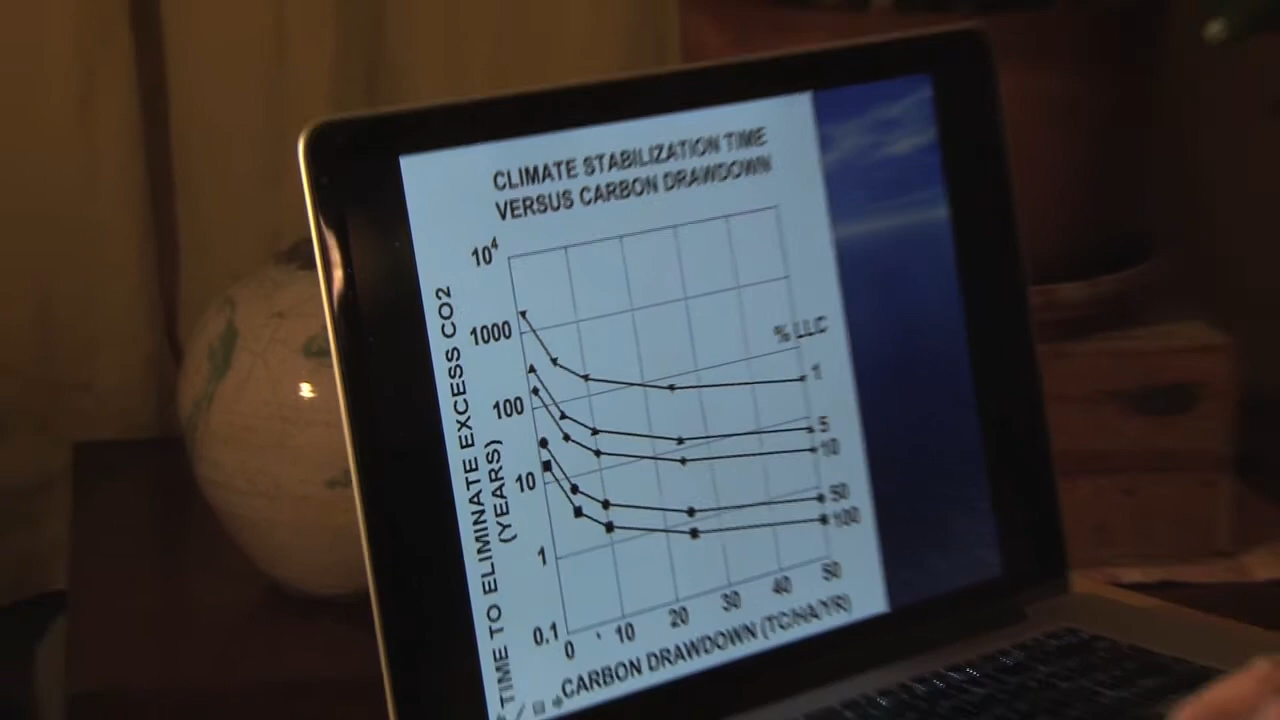 CLIMATE STABILIZATION TIME
VERSUS CARBON DRAWDOWN
TIME TO ELIMINATE EXCESS CO2
(YEARS)
10⁴
1000
100
10
1
0.1
% LLC
1
5
10
50
100
0 10 20 30 40 50
CARBON DRAWDOWN (TC/HA/YR)